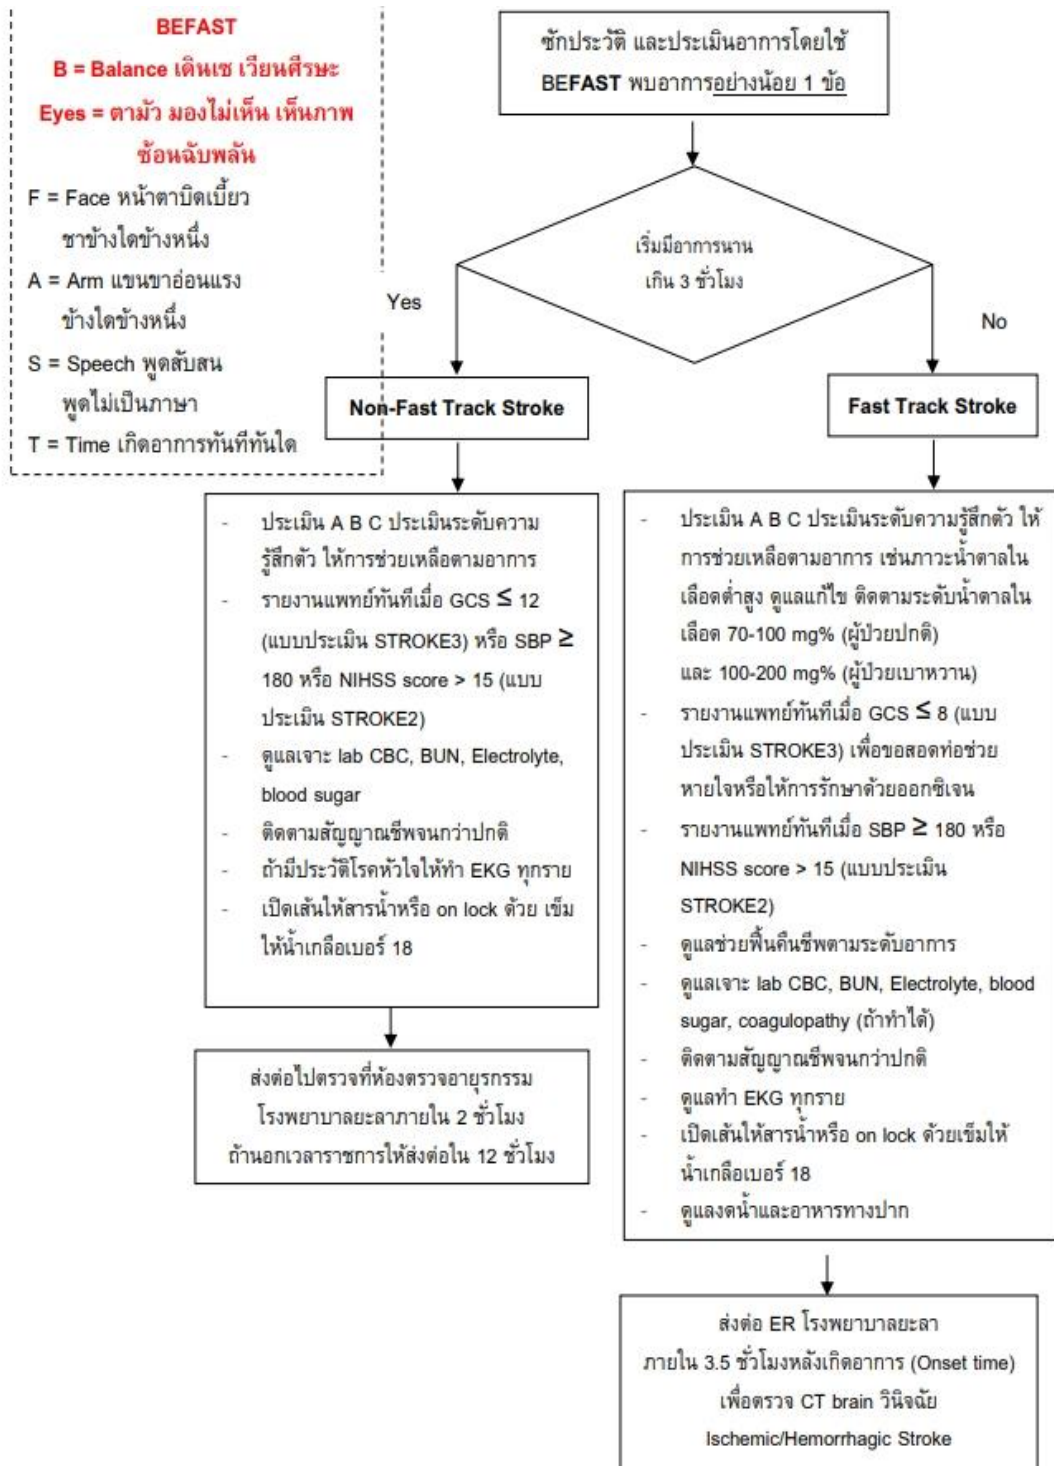 BEFAST
B = Balance เดินเซ เวียนศีรษะ
Eyes = ตามัว มองไม่เห็น เห็นภาพ
ซ้อนฉับพลัน
F = Face หน้าตาบิดเบี้ยว
ชาข้างใดข้างหนึ่ง
A = Arm แขนขาอ่อนแรง
ข้างใดข้างหนึ่ง
S = Speech พูดสับสน
พูดไม่เป็นภาษา
T = Time เกิดอาการทันทีทันใด
ซักประวัติ และประเมินอาการโดยใช้
BEFAST พบอาการอย่างน้อย 1 ข้อ
เริ่มมีอาการนาน
เกิน 3 ชั่วโมง
Yes
No
Non-Fast Track Stroke
Fast Track Stroke
- ประเมิน A B C ประเมินระดับความ
รู้สึกตัว ให้การช่วยเหลือตามอาการ
- รายงานแพทย์ทันทีเมื่อ GCS ≤ 12
(แบบประเมิน STROKE3) หรือ SBP ≥
180 หรือ NIHSS score > 15 (แบบ
ประเมิน STROKE2)
- ดูแลเจาะ lab CBC, BUN, Electrolyte,
blood sugar
- ติดตามสัญญาณชีพจนกว่าปกติ
- ถ้ามีประวัติโรคหัวใจให้ทำ EKG ทุกราย
- เปิดเส้นให้สารน้ำหรือ on lock ด้วย เข็ม
ให้น้ำเกลือเบอร์ 18
ส่งต่อไปตรวจที่ห้องตรวจอายุรกรรม
โรงพยาบาลยะลาภายใน 2 ชั่วโมง
ถ้านอกเวลาราชการให้ส่งต่อใน 12 ชั่วโมง
- ประเมิน A B C ประเมินระดับความรู้สึกตัว ให้
การช่วยเหลือตามอาการ เช่นภาวะน้ำตาลใน
เลือดต่ำสูง ดูแลแก้ไข ติดตามระดับน้ำตาลใน
เลือด 70-100 mg% (ผู้ป่วยปกติ)
และ 100-200 mg% (ผู้ป่วยเบาหวาน)
- รายงานแพทย์ทันทีเมื่อ GCS ≤ 8 (แบบ
ประเมิน STROKE3) เพื่อขอสอดท่อช่วย
หายใจหรือให้การรักษาด้วยออกซิเจน
- รายงานแพทย์ทันทีเมื่อ SBP ≥ 180 หรือ
NIHSS score > 15 (แบบประเมิน
STROKE2)
- ดูแลช่วยฟื้นคืนชีพตามระดับอาการ
- ดูแลเจาะ lab CBC, BUN, Electrolyte, blood
sugar, coagulopathy (ถ้าทำได้)
- ติดตามสัญญาณชีพจนกว่าปกติ
- ดูแลทำ EKG ทุกราย
- เปิดเส้นให้สารน้ำหรือ on lock ด้วยเข็มให้
น้ำเกลือเบอร์ 18
- ดูแลงดน้ำและอาหารทางปาก
ส่งต่อ ER โรงพยาบาลยะลา
ภายใน 3.5 ชั่วโมงหลังเกิดอาการ (Onset time)
เพื่อตรวจ CT brain วินิจฉัย
Ischemic/Hemorrhagic Stroke